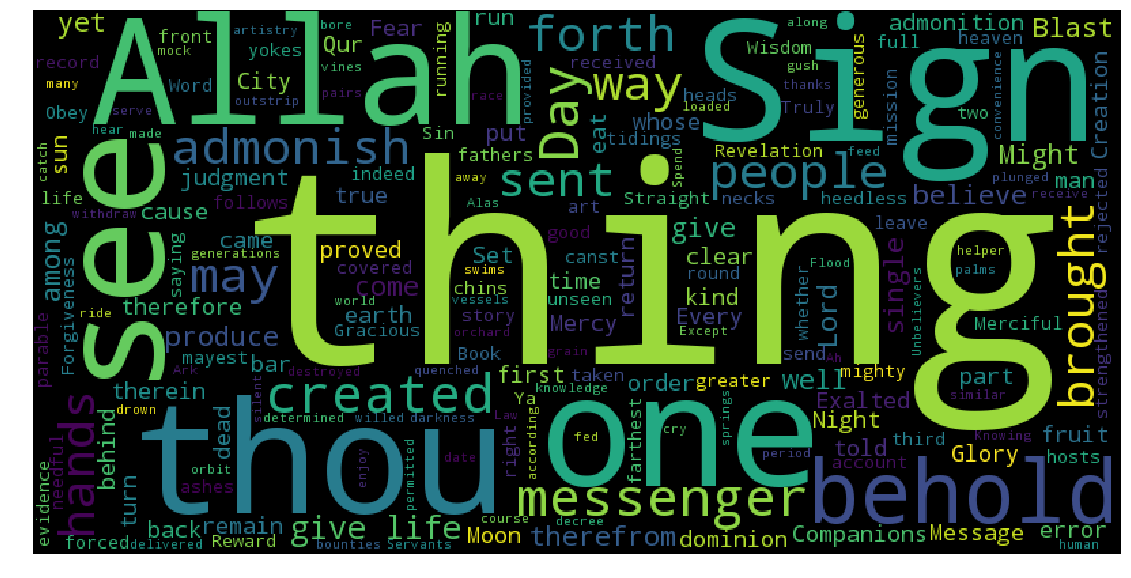 yet
front
artistry
bore
run
forth
Wisdom
along
admonition
full
heaven
Blast
Allah
Sign
record
mock
yokes
Qur
Fear
running
received
way
gush
thanks
generous
many
Word
vines
City
pairs
race
provided
Day
heads
loaded
Truly
mission
two
convenience
Creation
Obey
serve
outstrip
eat
whose
hear
made
Sin
put
tidings
sun
catch
see
admonish
fathers
Revelation
feed
Might
sent
people
judgment
indeed
away
Spend
plunged
life
true
Straight
necks
heedless
believe
man
rejected
withdraw
cause
follows
Alas
art
receive
thing
saying
came
good
give
leave
among
generations
proved
Set
canst
clear
whether
Flood
single
helper
brought
may
covered
swims
time
round
palms
Forgiveness
therefore
come
chins
unseen
return
kind
Lord
Unbelievers
ride
world
vessels
earth
story
Mercy
Every
Merciful
strengthened
parable
produce
Gracious
orchard
Except
send
Ah
mayest
bar
Book
grain
Ark
destroyed
quenched
first
taken
order
greater
well
mighty
part
therein
silent
created
knowledge
Ya
similar
hands
drown
determined
willed
darkness
Law
according
springs
one
Exalted
Night
Knowing
thou
behind
dead
fed
cry
period
told
third
fruit
needful
orbit
enjoy
permitted
date
right
farthest
account
Glory
hosts
evidence
turn
ashes
messenger
behold
back
remain
give life
Moon
course
therefrom
dominion
Companions
Message
error
forced
delivered
Reward
bounties
Servants
decree
human